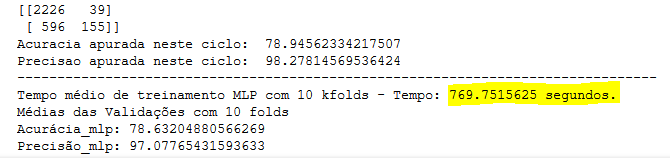 [[2226   39]
 [ 596  155]]
Acuracia apurada neste ciclo:  78.94562334217507
Precisao apurada neste ciclo:  98.27814569536424
--------------------------------------------------------------------------------
Tempo médio de treinamento MLP com 10 kfolds - Tempo: 769.7515625 segundos.
Médias das Validações com 10 folds
Acurácia_mlp: 78.63204880566269
Precisão_mlp: 97.07765431593633